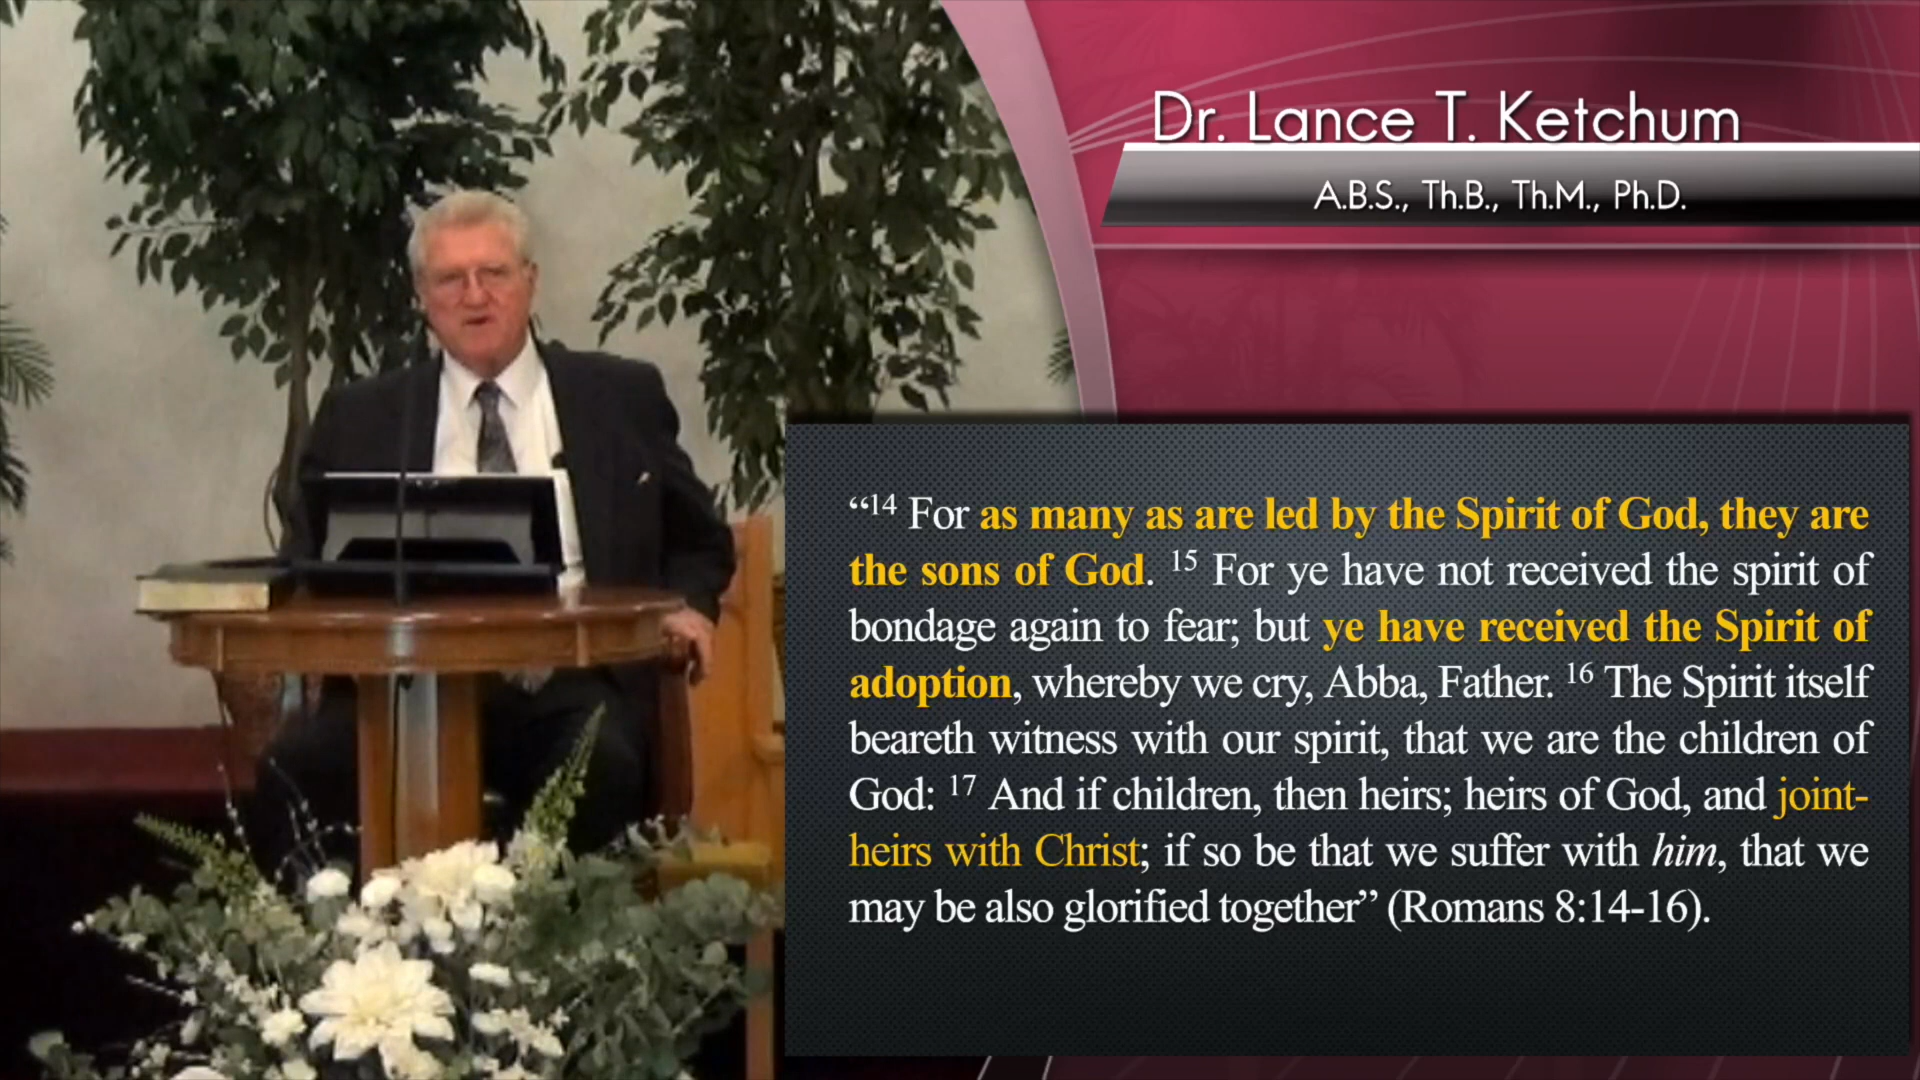 Dr. Lance T. Ketchum
A.B.S., Th.B., Th.M., Ph.D.
“14 For as many as are led by the Spirit of God, they are
the sons of God. 15 For ye have not received the spirit of
bondage again to fear; but ye have received the Spirit of
adoption, whereby we cry, Abba, Father. 16 The Spirit itself
beareth witness with our spirit, that we are the children of
God: 17 And if children, then heirs; heirs of God, and joint-
heirs with Christ; if so be that we suffer with him, that we
may be also glorified together” (Romans 8:14-16).